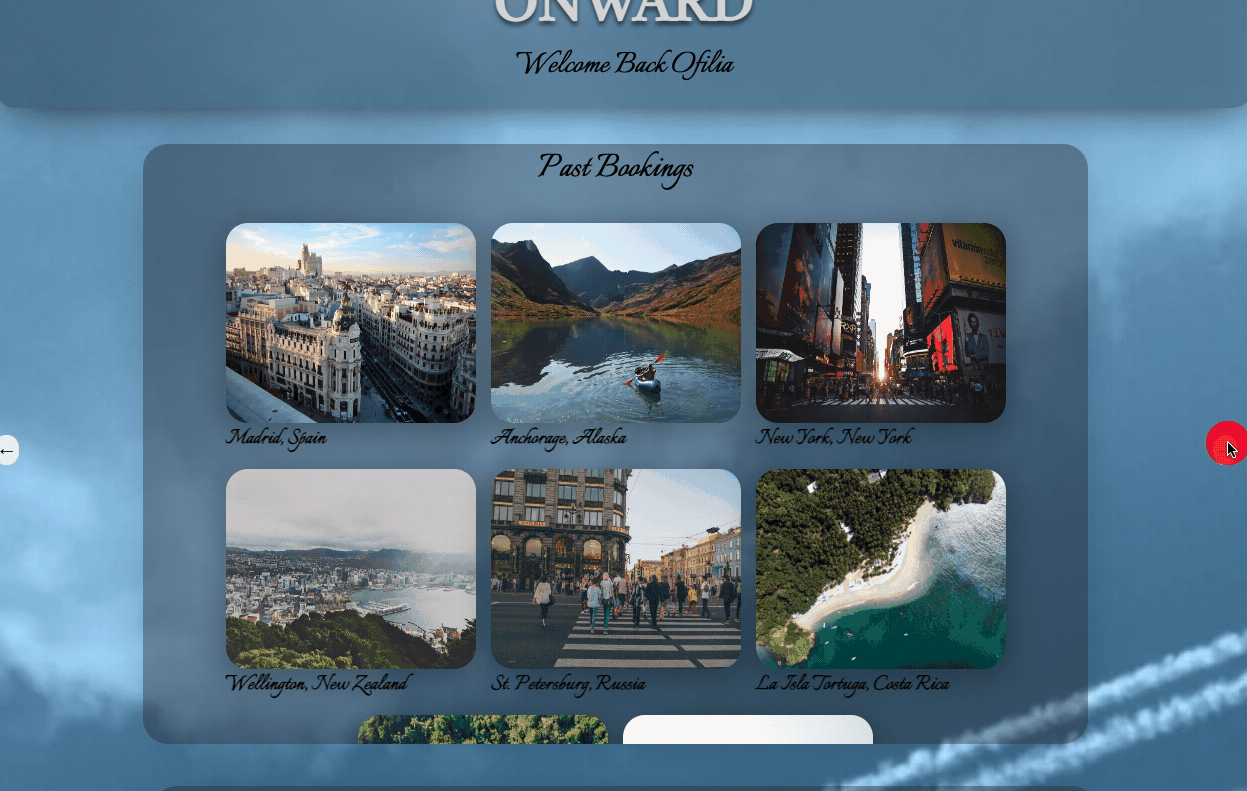 ONWARD
Welcome Back Ofilia
Past Bookings
Madrid, Spain
Anchorage, Alaska
New York, New York
←
Wellington, New Zealand
St. Petersburg, Russia
La Isla Tortuga, Costa Rica